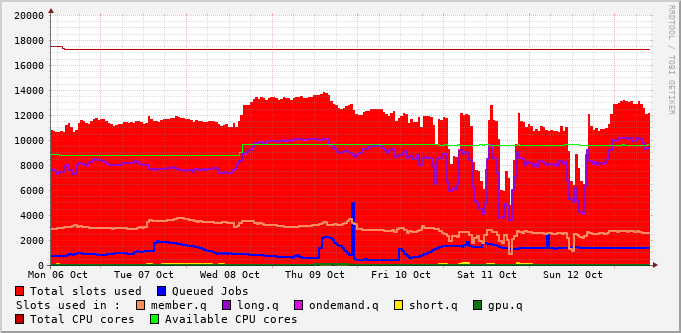 20000
18000
16000
14000
12000
10000
8000
6000
4000
2000
0
Mon 06 Oct Tue 07 Oct Wed 08 Oct Thu 09 Oct Fri 10 Oct Sat 11 Oct Sun 12 Oct
Total slots used Queued Jobs
Slots used in : member.q long.q ondemand.q short.q gpu.q
Total CPU cores Available CPU cores
RRDTOOL / TOBI OETIKER